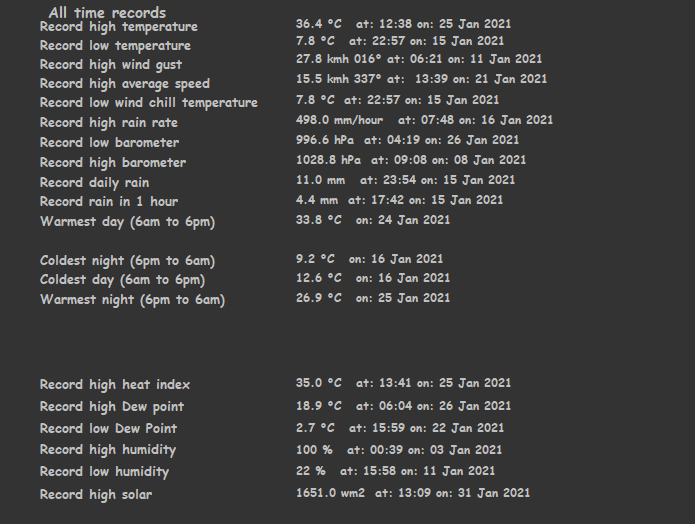 All time records
Record high temperature 36.4 °C at: 12:38 on: 25 Jan 2021
Record low temperature 7.8 °C at: 22:57 on: 15 Jan 2021
Record high wind gust 27.8 kmh 016° at: 06:21 on: 11 Jan 2021
Record high average speed 15.5 kmh 337° at: 13:39 on: 21 Jan 2021
Record low wind chill temperature 7.8 °C at: 22:57 on: 15 Jan 2021
Record high rain rate 498.0 mm/hour at: 07:48 on: 16 Jan 2021
Record low barometer 996.6 hPa at: 04:19 on: 26 Jan 2021
Record high barometer 1028.8 hPa at: 09:08 on: 08 Jan 2021
Record daily rain 11.0 mm at: 23:54 on: 15 Jan 2021
Record rain in 1 hour 4.4 mm at: 17:42 on: 15 Jan 2021
Warmest day (6am to 6pm) 33.8 °C on: 24 Jan 2021
Coldest night (6pm to 6am) 9.2 °C on: 16 Jan 2021
Coldest day (6am to 6pm) 12.6 °C on: 16 Jan 2021
Warmest night (6pm to 6am) 26.9 °C on: 25 Jan 2021
Record high heat index 35.0 °C at: 13:41 on: 25 Jan 2021
Record high Dew point 18.9 °C at: 06:04 on: 26 Jan 2021
Record low Dew Point 2.7 °C at: 15:59 on: 22 Jan 2021
Record high humidity 100 % at: 00:39 on: 03 Jan 2021
Record low humidity 22 % at: 15:58 on: 11 Jan 2021
Record high solar 1651.0 wm2 at: 13:09 on: 31 Jan 2021